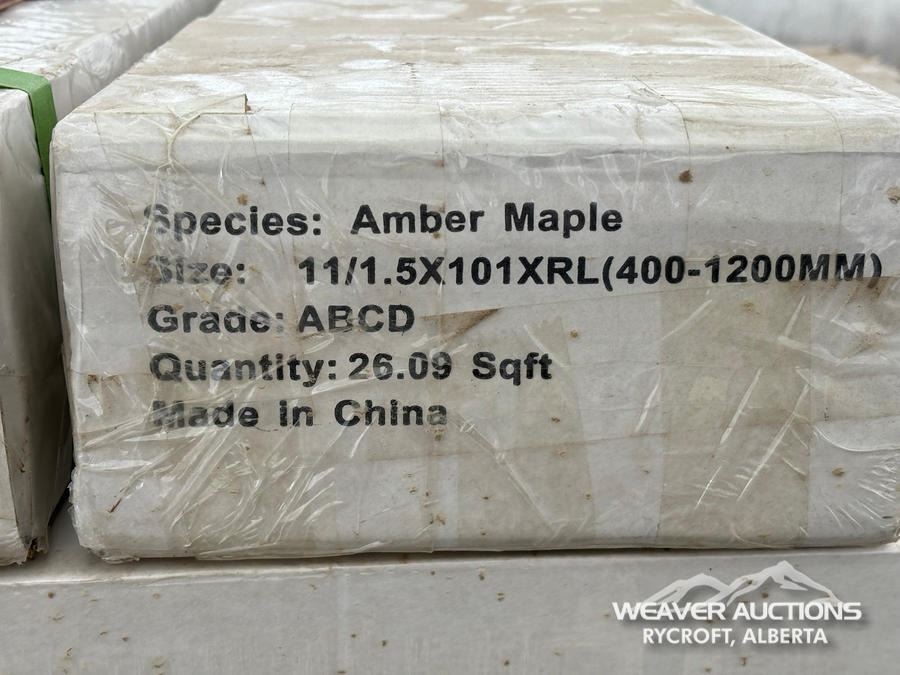 Species: Amber Maple
Size: 11/1.5X101XRL(400-1200MM)
Grade: ABCD
Quantity: 26.09 Sqft
Made in China
WEAVER AUCTIONS
RYCROFT, ALBERTA